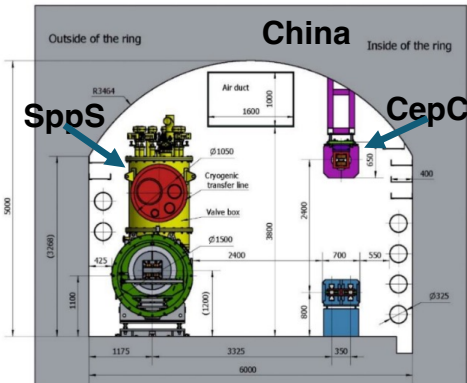 China
Outside of the ring
Inside of the ring
R3464
Air duct
1000
1600
SppS
CepC
Ø1050
650
400
Cryogenic
transfer line
Valve box
5000
(3268)
2400
3800
Ø1500
425
2400
700
550
1100
(1200)
800
Ø325
1175
3325
350
6000